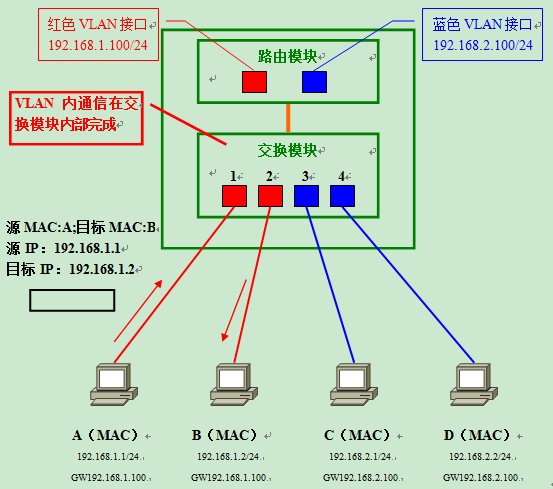 红色 VLAN 接口
192.168.1.100/24
蓝色 VLAN 接口
192.168.2.100/24
路由模块
VLAN 内通信在交
换模块内部完成
交换模块
1 2 3 4
源 MAC:A;目标 MAC:B
源 IP：192.168.1.1
目标 IP：192.168.1.2
A（MAC） B（MAC） C（MAC） D（MAC）
192.168.1.1/24. 192.168.1.2/24. 192.168.2.1/24. 192.168.2.2/24.
GW192.168.1.100. GW192.168.1.100. GW192.168.2.100. GW192.168.2.100.